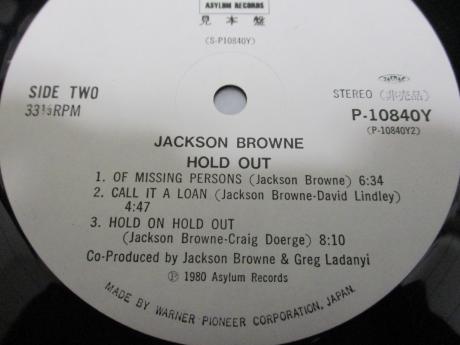 ASYLUM RECORDS
見本盤
(S-P10840Y)
SIDE TWO
33⅓RPM
STEREO (非売品)
P-10840Y
(P-10840Y2)
JACKSON BROWNE
HOLD OUT
1. OF MISSING PERSONS (Jackson Browne) 6:34
2. CALL IT A LOAN (Jackson Browne-David Lindley)
4:47
3. HOLD ON HOLD OUT
(Jackson Browne-Craig Doerge) 8:10
Co-Produced by Jackson Browne & Greg Ladanyi
Ⓟ 1980 Asylum Records
MADE BY WARNER PIONEER CORPORATION, JAPAN.